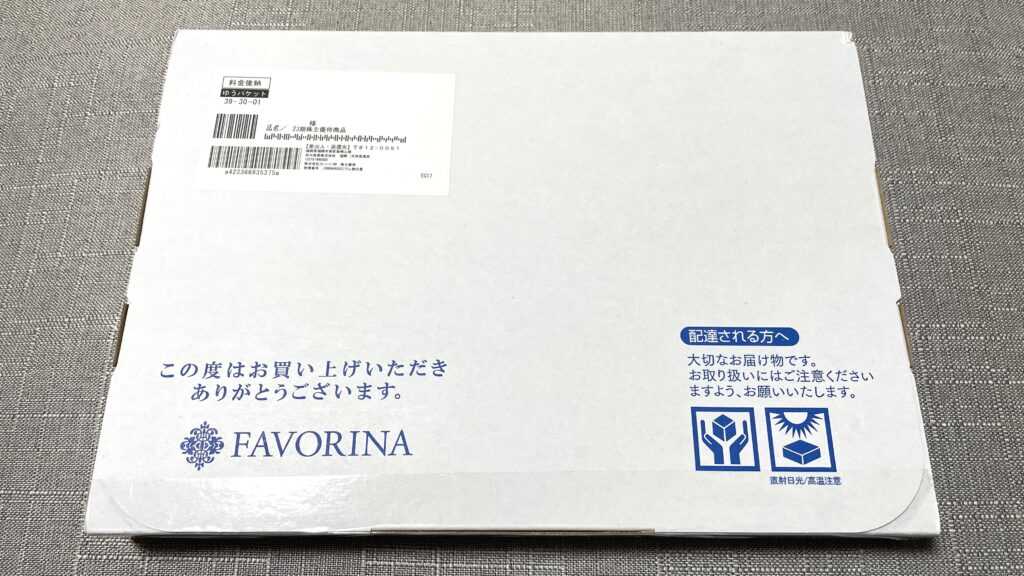 料金後納
ゆうパケット
39-30-01
様
品名／ 23期株主優待商品
【差出人・返還先】〒812-0051
a423366935375a
EC17
この度はお買い上げいただき
ありがとうございます。
FAVORINA
配達される方へ
大切なお届け物です。
お取り扱いにはご注意ください
ますよう、お願いいたします。
直射日光/高温注意